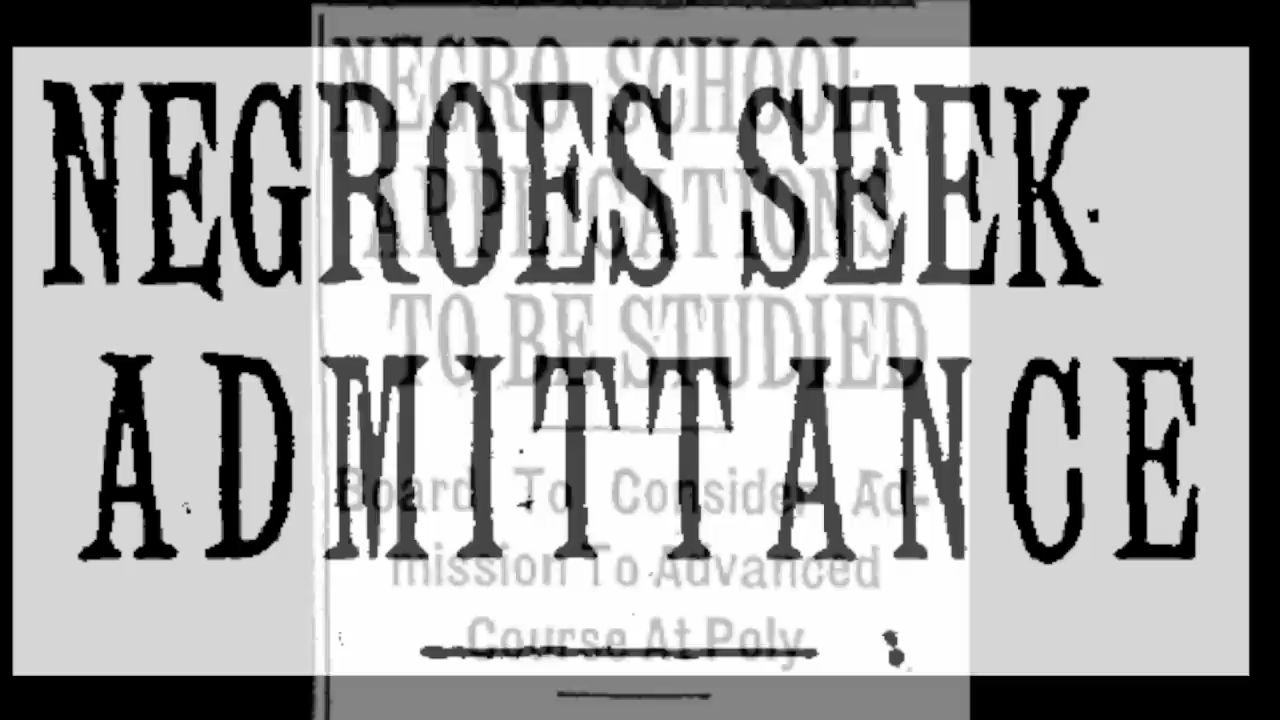 NEGROES SEEK
ADMITTANCE
NEGRO SCHOOL
APPLICATIONS
TO BE STUDIED
Board To Consider Ad-
mission To Advanced
Course At Poly